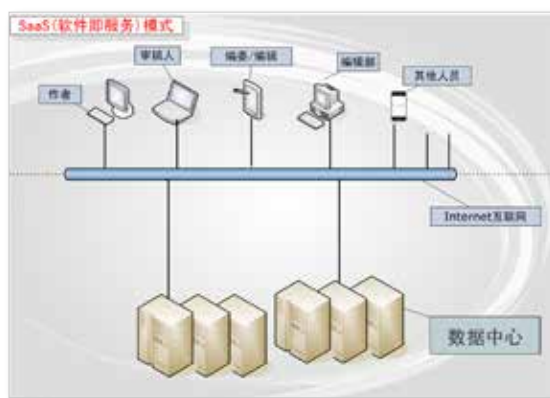 SaaS(软件即服务)模式
审稿人
编委/编辑
编辑部
其他人员
作者
Internet互联网
数据中心